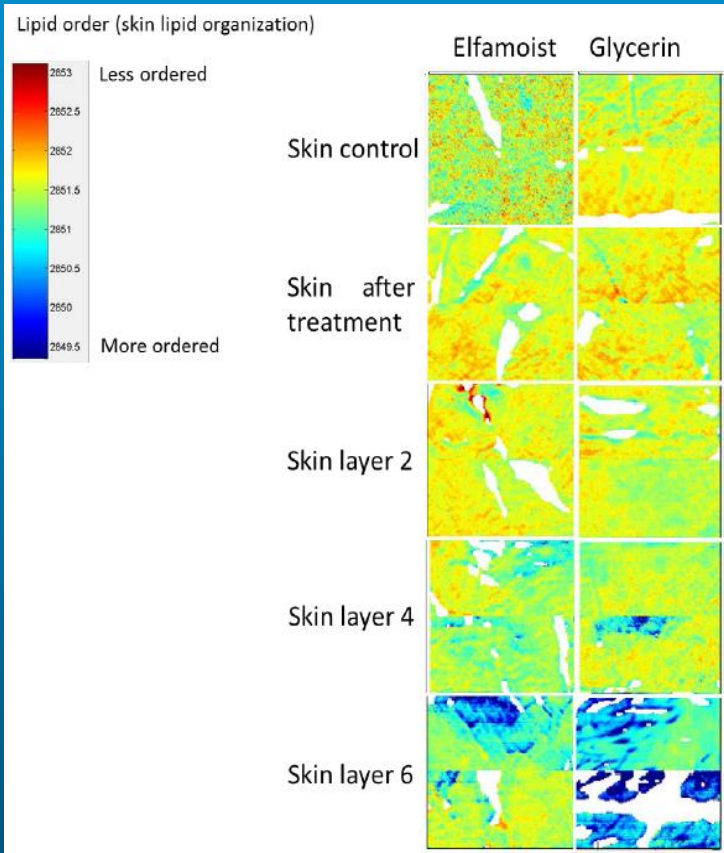 Lipid order (skin lipid organization)
Elfamoist Glycerin
2853
Less ordered
2852.5
2852
2851.5
2851
2850.5
2850
2849.5
More ordered
Skin control
Skin after
treatment
Skin layer 2
Skin layer 4
Skin layer 6